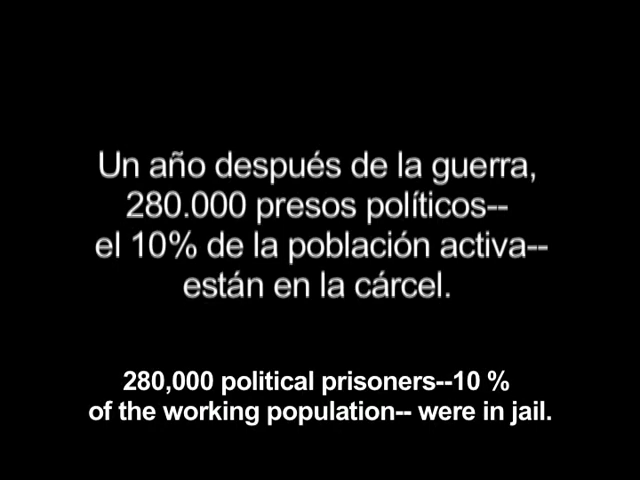 Un año después de la guerra,
280.000 presos políticos--
el 10% de la población activa--
están en la cárcel.
280,000 political prisoners--10 %
of the working population-- were in jail.